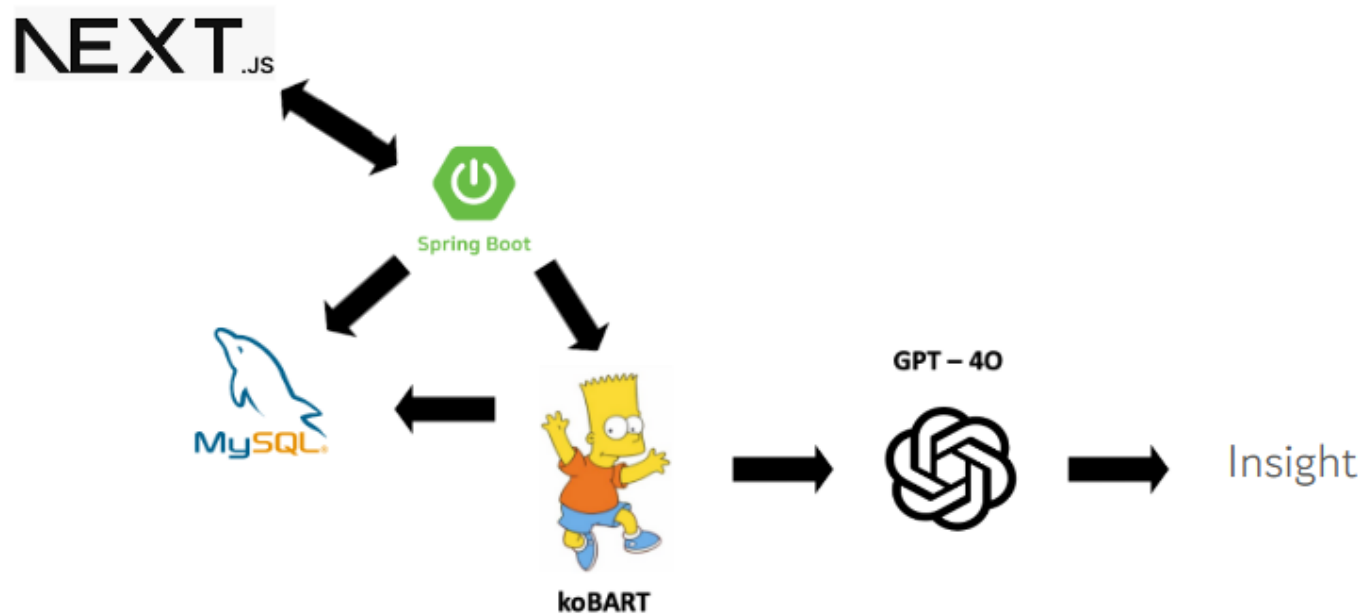 NEXT.JS
Spring Boot
MySQL®
GPT – 4O
Insight
koBART